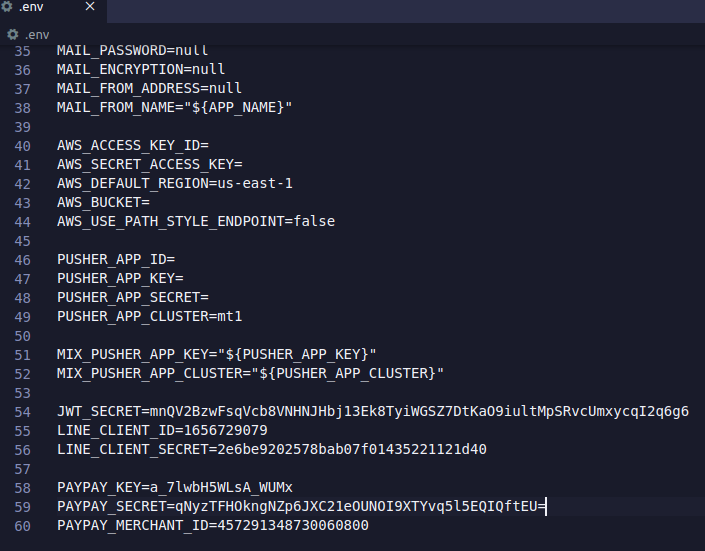 .env
.env
35 MAIL_PASSWORD=null
36 MAIL_ENCRYPTION=null
37 MAIL_FROM_ADDRESS=null
38 MAIL_FROM_NAME="${APP_NAME}"
39
40 AWS_ACCESS_KEY_ID=
41 AWS_SECRET_ACCESS_KEY=
42 AWS_DEFAULT_REGION=us-east-1
43 AWS_BUCKET=
44 AWS_USE_PATH_STYLE_ENDPOINT=false
45
46 PUSHER_APP_ID=
47 PUSHER_APP_KEY=
48 PUSHER_APP_SECRET=
49 PUSHER_APP_CLUSTER=mt1
50
51 MIX_PUSHER_APP_KEY="${PUSHER_APP_KEY}"
52 MIX_PUSHER_APP_CLUSTER="${PUSHER_APP_CLUSTER}"
53
54 JWT_SECRET=mnQV2BzwFsqVcb8VNHNJHbj13Ek8TyiWGSZ7DtKaO9iultMpSRvcUmxycqI2q6g6
55 LINE_CLIENT_ID=1656729079
56 LINE_CLIENT_SECRET=2e6be9202578bab07f01435221121d40
57
58 PAYPAY_KEY=a_7lwbH5WLsA_WUMx
59 PAYPAY_SECRET=qNyzTFHOkngNZp6JXC21eOUNOI9XTYvq5l5EQIQftEU=
60 PAYPAY_MERCHANT_ID=457291348730060800